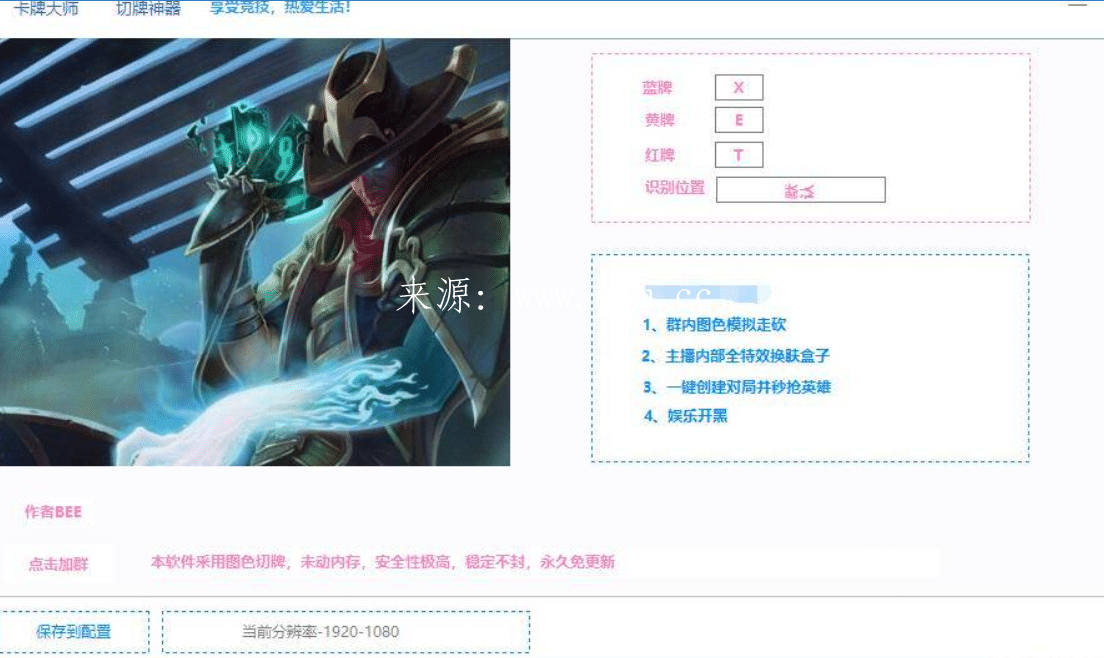 卡牌大师 切牌神器 享受竞技，热爱生活！
蓝牌 X
黄牌 E
红牌 T
识别位置
来源：www. .cc
1、群内图色模拟走砍
2、主播内部全特效换肤盒子
3、一键创建对局并秒抢英雄
4、娱乐开黑
作者BEE
点击加群 本软件采用图色切牌，未动内存，安全性极高，稳定不封，永久免更新
保存到配置 当前分辨率-1920-1080